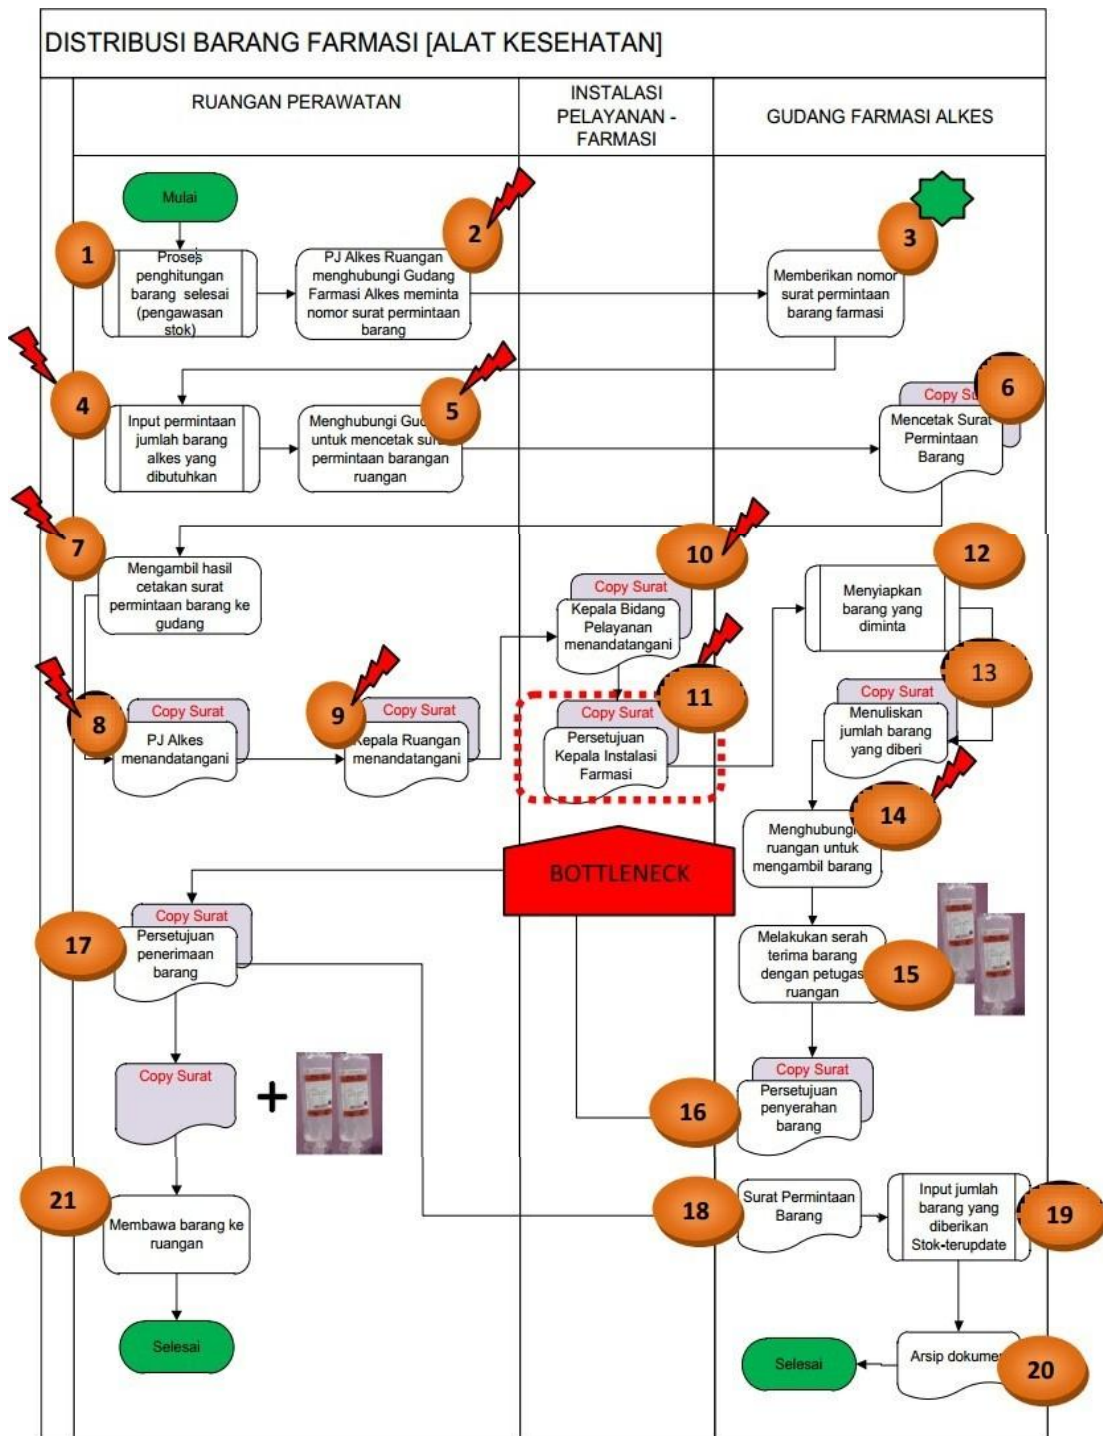 DISTRIBUSI BARANG FARMASI [ALAT KESEHATAN]
RUANGAN PERAWATAN
INSTALASI
PELAYANAN -
FARMASI
GUDANG FARMASI ALKES
Mulai
1
Proses
penghitungan
barang selesai
(pengawasan
stok)
2
PJ Alkes Ruangan
menghubungi Gudang
Farmasi Alkes meminta
nomor surat permintaan
barang
3
Memberikan nomor
surat permintaan
barang farmasi
4
Input permintaan
jumlah barang
alkes yang
dibutuhkan
5
Menghubungi Gu
untuk mencetak sur
permintaan barangan
ruangan
6
Copy Su
Mencetak Surat
Permintaan
Barang
7
Mengambil hasil
cetakan surat
permintaan barang ke
gudang
8
Copy Surat
PJ Alkes
menandatangani
9
Copy Surat
Kepala Ruangan
menandatangani
10
Copy Surat
Kepala Bidang
Pelayanan
menandatangani
11
Copy Surat
Persetujuan
Kepala Instalasi
Farmasi
12
Menyiapkan
barang yang
diminta
13
Copy Surat
Menuliskan
jumlah barang
yang diberi
14
Menghubungi
ruangan untuk
mengambil barang
BOTTLENECK
15
Melakukan serah
terima barang
dengan petugas
ruangan
16
Copy Surat
Persetujuan
penyerahan
barang
17
Copy Surat
Persetujuan
penerimaan
barang
Copy Surat
+
18
Surat Permintaan
Barang
19
Input jumlah
barang yang
diberikan
Stok-terupdate
20
Arsip dokume
Selesai
21
Membawa barang ke
ruangan
Selesai